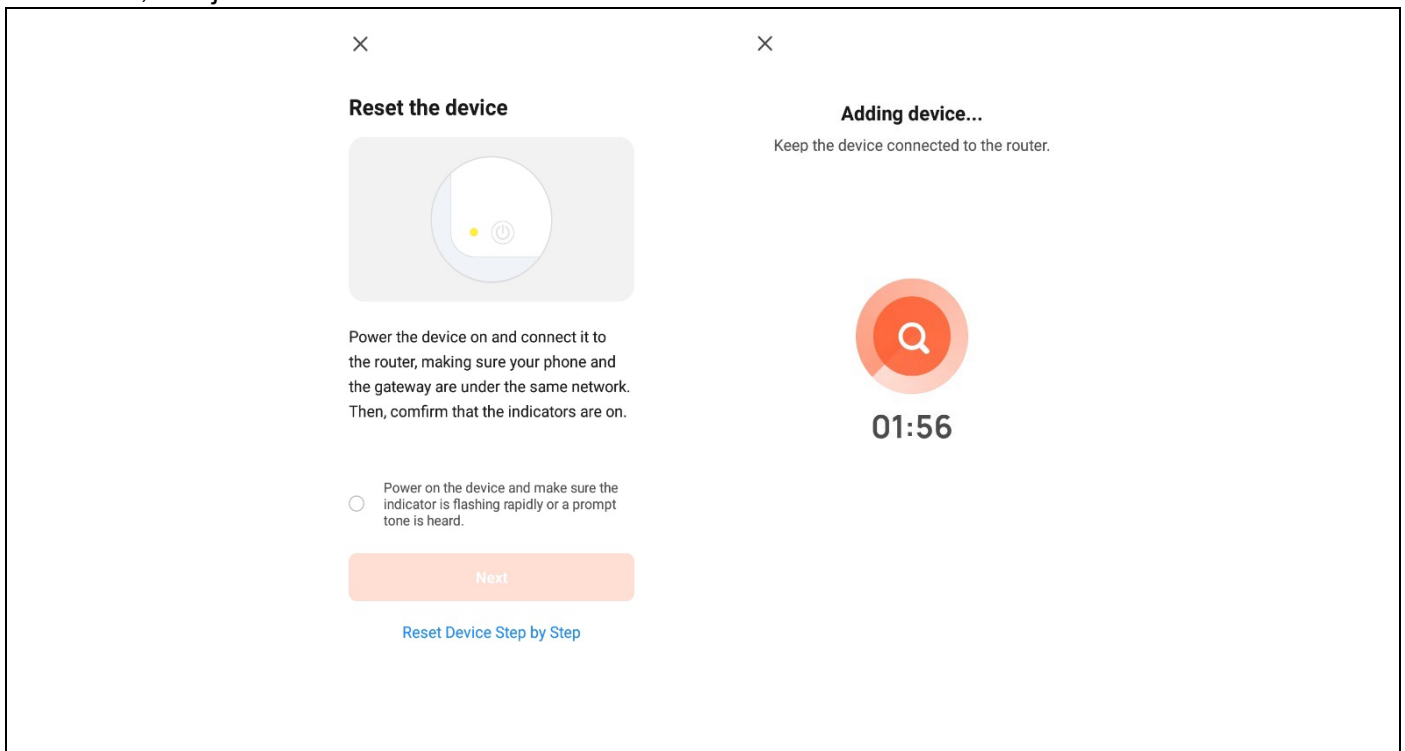 Reset the device
Power the device on and connect it to
the router, making sure your phone and
the gateway are under the same network.
Then, comfirm that the indicators are on.
Power on the device and make sure the
indicator is flashing rapidly or a prompt
tone is heard.
Next
Reset Device Step by Step
Adding device...
Keep the device connected to the router.
01:56